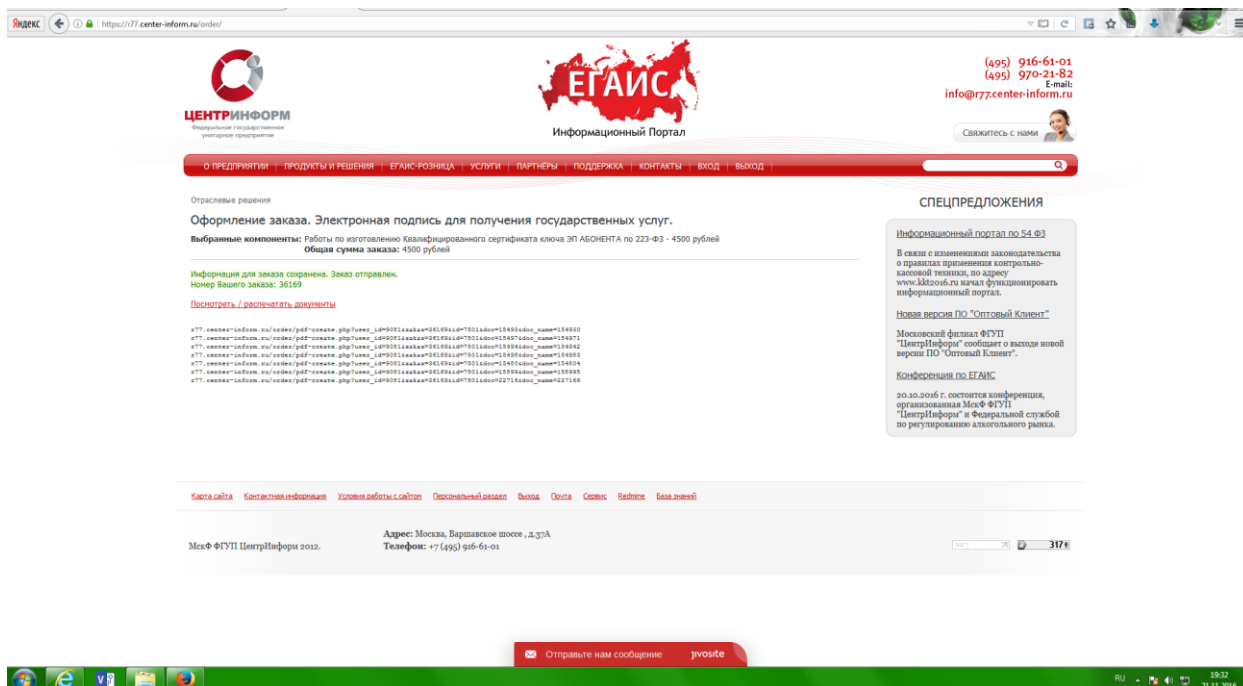 Яндекс
https://r77.center-inform.ru/order/
ЦЕНТРИНФОРМ
Федеральное государственное
унитарное предприятие
ЕГАИС
Информационный Портал
(495) 916-61-01
(495) 970-21-82
E-mail:
info@r77.center-inform.ru
Свяжитесь с нами
О ПРЕДПРИЯТИИ ПРОДУКТЫ И РЕШЕНИЯ ЕГАИС-РОЗНИЦА УСЛУГИ ПАРТНЁРЫ ПОДДЕРЖКА КОНТАКТЫ ВХОД ВЫХОД
Отраслевые решения
Оформление заказа. Электронная подпись для получения государственных услуг.
Выбранные компоненты: Работы по изготовлению Квалифицированного сертификата ключа ЭП АБОНЕНТА по 223-ФЗ - 4500 рублей
Общая сумма заказа: 4500 рублей
Информация для заказа сохранена. Заказ отправлен.
Номер Вашего заказа: 36169
Посмотреть / распечатать документы
СПЕЦПРЕДЛОЖЕНИЯ
Информационный портал по 54 ФЗ
В связи с изменениями законодательства
о правилах применения контрольно-
кассовой техники, по адресу
www.kkt2016.ru начал функционировать
информационный портал.
Новая версия ПО "Оптовый Клиент"
Московский филиал ФГУП
"ЦентрИнформ" сообщает о выходе новой
версии ПО "Оптовый Клиент".
Конференция по ЕГАИС
20.10.2016 г. состоится конференция,
организованная МскФ ФГУП
"ЦентрИнформ" и Федеральной службой
по регулированию алкогольного рынка.
Карта сайта Контактная информация Условия работы с сайтом Персональный раздел Выход Почта Сервис Redmine База знаний
МскФ ФГУП ЦентрИнформ 2012.
Адрес: Москва, Варшавское шоссе , д.37А
Телефон: +7 (495) 916-61-01
317
Отправьте нам сообщение jivosite
RU
19:32
21.11.2016